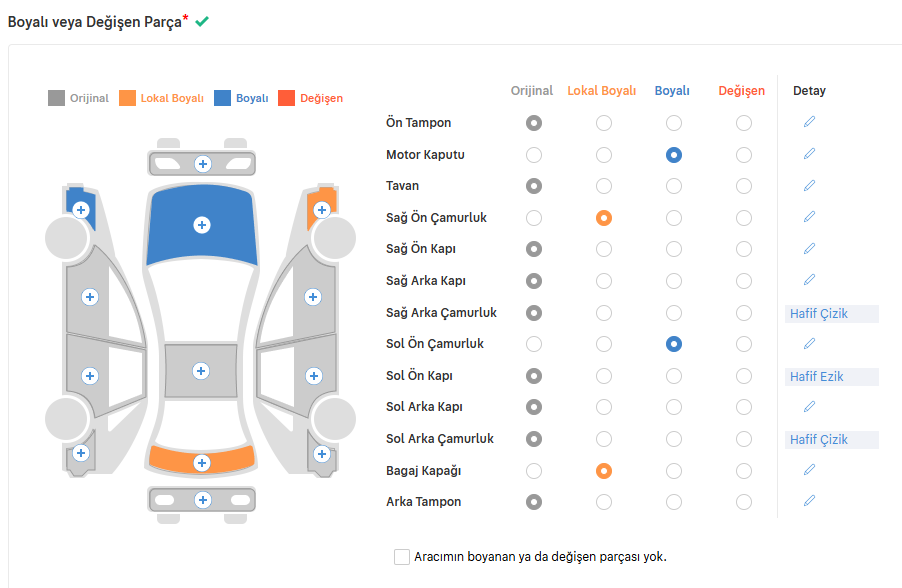 Boyalı veya Değişen Parça*
Orijinal Lokal Boyalı Boyalı Değişen
Orijinal Lokal Boyalı Boyalı Değişen Detay
Ön Tampon
Motor Kaputu
Tavan
Sağ Ön Çamurluk
Sağ Ön Kapı
Sağ Arka Kapı
Sağ Arka Çamurluk Hafif Çizik
Sol Ön Çamurluk
Sol Ön Kapı Hafif Ezik
Sol Arka Kapı
Sol Arka Çamurluk Hafif Çizik
Bagaj Kapağı
Arka Tampon
Aracımın boyanan ya da değişen parçası yok.